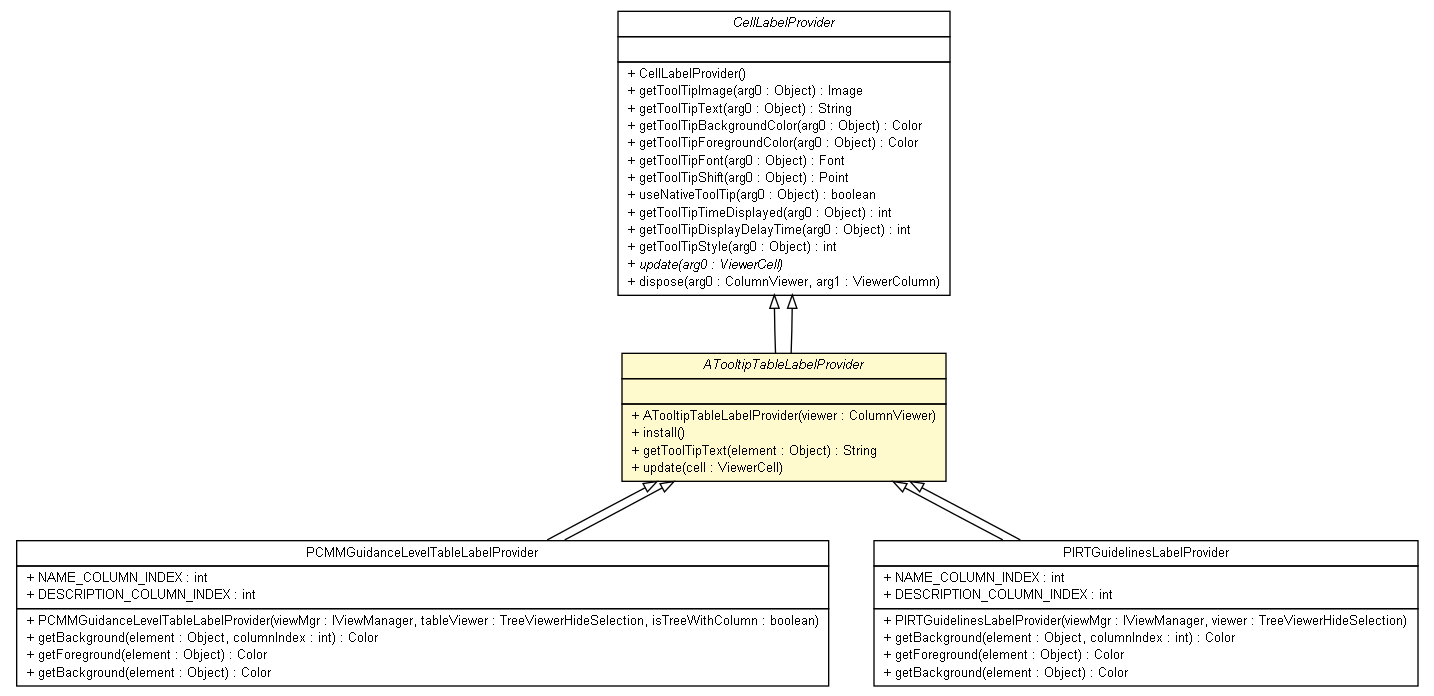 CellLabelProvider
+ CellLabelProvider()
+ getToolTipImage(arg0 : Object) : Image
+ getToolTipText(arg0 : Object) : String
+ getToolTipBackgroundColor(arg0 : Object) : Color
+ getToolTipForegroundColor(arg0 : Object) : Color
+ getToolTipFont(arg0 : Object) : Font
+ getToolTipShift(arg0 : Object) : Point
+ useNativeToolTip(arg0 : Object) : boolean
+ getToolTipTimeDisplayed(arg0 : Object) : int
+ getToolTipDisplayDelayTime(arg0 : Object) : int
+ getToolTipStyle(arg0 : Object) : int
+ update(arg0 : ViewerCell)
+ dispose(arg0 : ColumnViewer, arg1 : ViewerColumn)
ATooltipTableLabelProvider
+ ATooltipTableLabelProvider(viewer : ColumnViewer)
+ install()
+ getToolTipText(element : Object) : String
+ update(cell : ViewerCell)
PCMMGuidanceLevelTableLabelProvider
+ NAME_COLUMN_INDEX : int
+ DESCRIPTION_COLUMN_INDEX : int
+ PCMMGuidanceLevelTableLabelProvider(viewMgr : IViewManager, tableViewer : TreeViewerHideSelection, isTreeWithColumn : boolean)
+ getBackground(element : Object, columnIndex : int) : Color
+ getForeground(element : Object) : Color
+ getBackground(element : Object) : Color
PIRTGuidelinesLabelProvider
+ NAME_COLUMN_INDEX : int
+ DESCRIPTION_COLUMN_INDEX : int
+ PIRTGuidelinesLabelProvider(viewMgr : IViewManager, viewer : TreeViewerHideSelection)
+ getBackground(element : Object, columnIndex : int) : Color
+ getForeground(element : Object) : Color
+ getBackground(element : Object) : Color